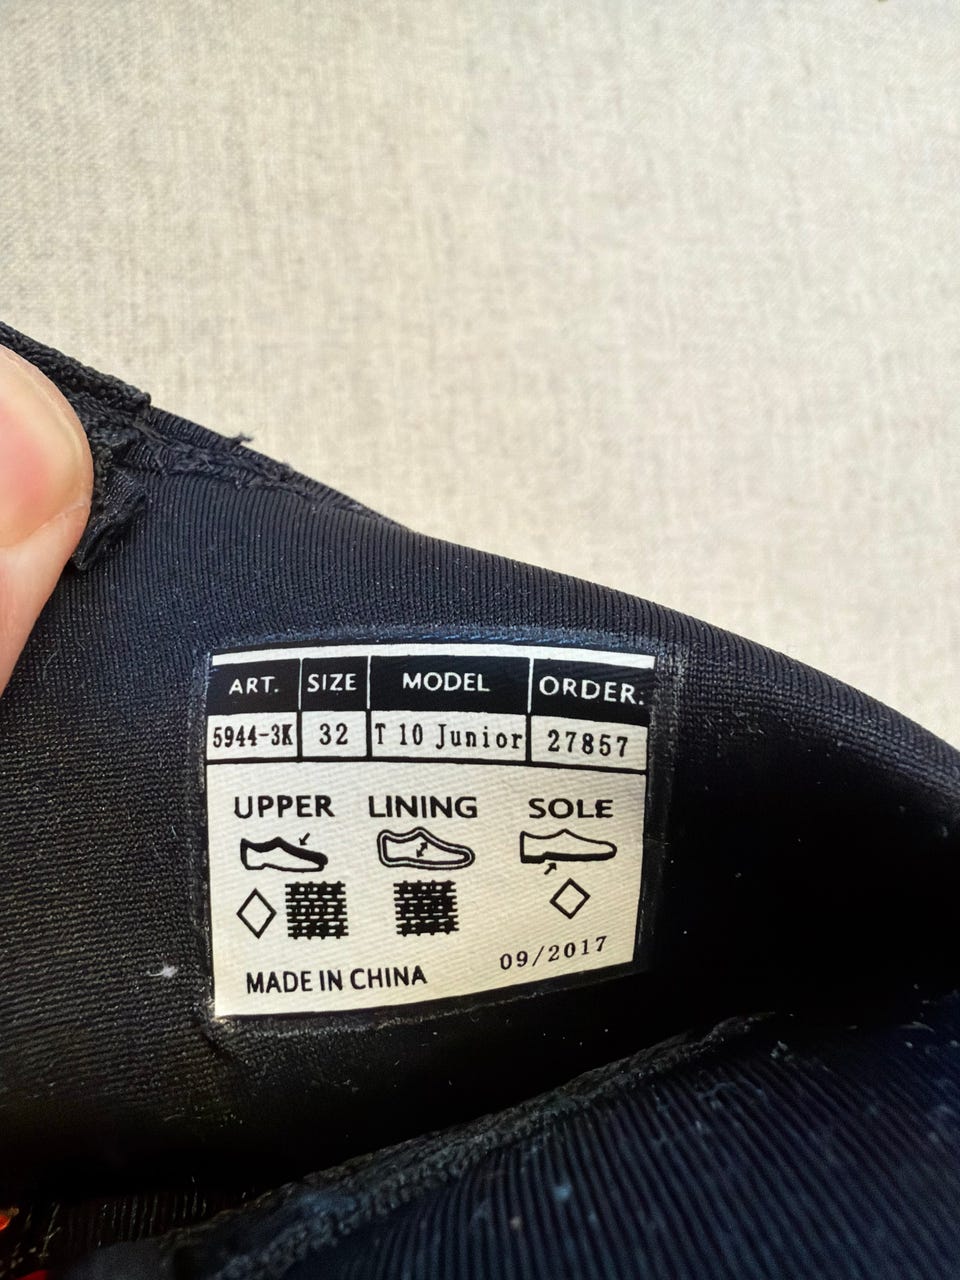 ART. SIZE MODEL ORDER.
5944-3K 32 T 10 Junior 27857
UPPER LINING SOLE
09/2017
MADE IN CHINA